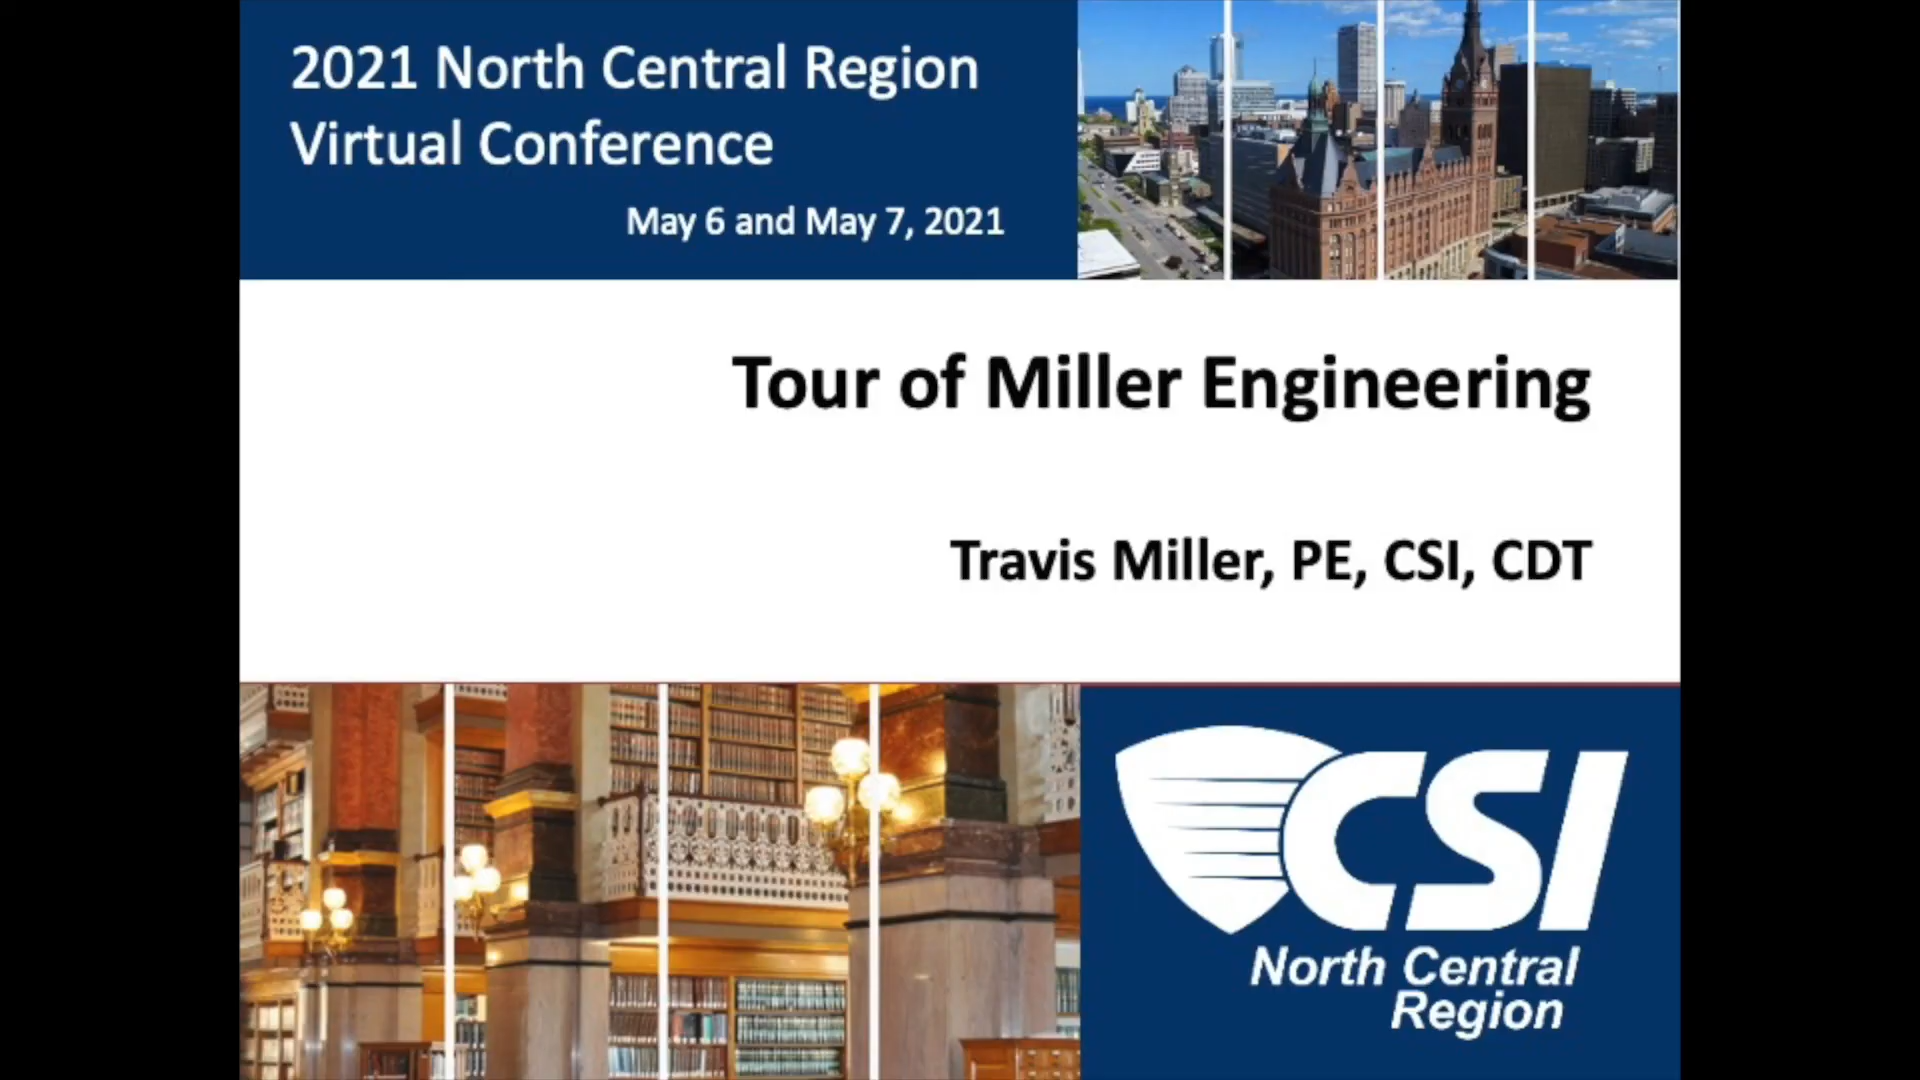 2021 North Central Region
Virtual Conference
May 6 and May 7, 2021
Tour of Miller Engineering
Travis Miller, PE, CSI, CDT
CSI
North Central
Region